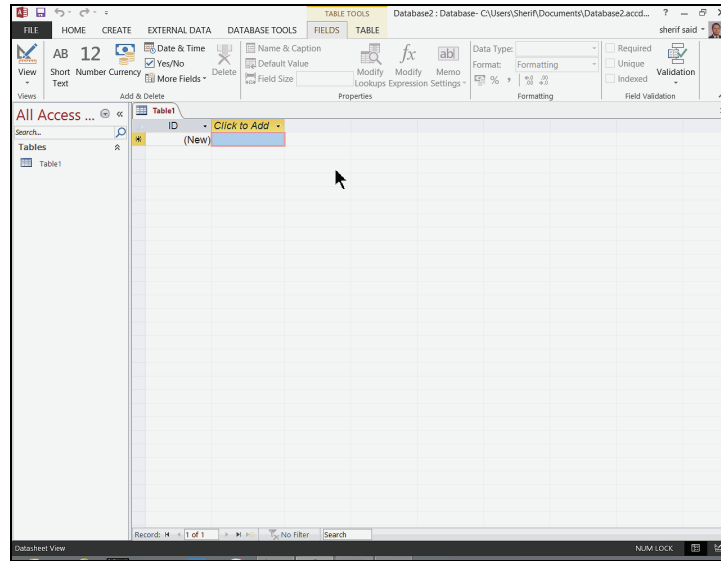 TABLE TOOLS Database2 : Database- C:\Users\Sherif\Documents\Database2.accd... ?
FILE HOME CREATE EXTERNAL DATA DATABASE TOOLS FIELDS TABLE sherif said
View
AB Short Text
12 Number
Currency
Date & Time
Yes/No
More Fields
Delete
Name & Caption
Default Value
Field Size
Modify Lookups
fx Modify Expression
ab Memo Settings
Data Type:
Format: Formatting
% , .0 .00 .00 .0
Required
Unique
Indexed
Validation
Views Add & Delete Properties Formatting Field Validation
All Access ... «
Search...
Tables
Table1
Table1
ID Click to Add
(New)
Record: 1 of 1 No Filter Search
Datasheet View NUM LOCK